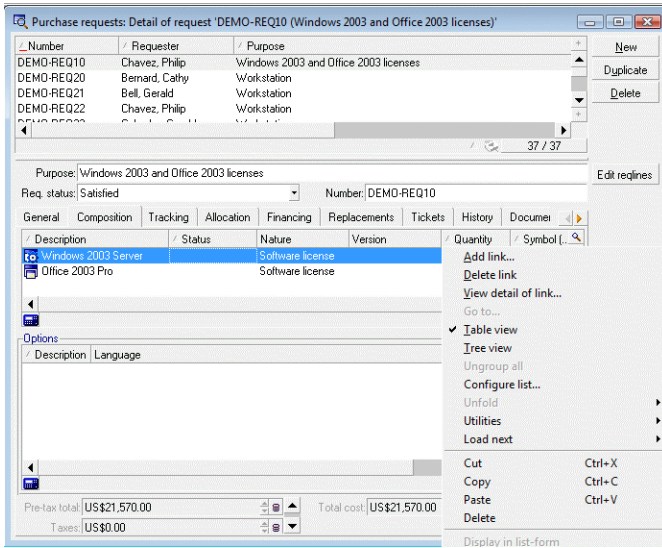 Purchase requests: Detail of request 'DEMO-REQ10 (Windows 2003 and Office 2003 licenses)'
Number Requester Purpose
DEMO-REQ10 Chavez, Philip Windows 2003 and Office 2003 licenses
DEMO-REQ20 Bernard, Cathy Workstation
DEMO-REQ21 Bell, Gerald Workstation
DEMO-REQ22 Chavez, Philip Workstation
37 / 37
New
Duplicate
Delete
Purpose: Windows 2003 and Office 2003 licenses
Edit reqlines
Req. status: Satisfied Number: DEMO-REQ10
General Composition Tracking Allocation Financing Replacements Tickets History Documer
Description Status Nature Version Quantity Symbol (..
Windows 2003 Server Software license
Office 2003 Pro Software license
Options
Description Language
Pre-tax total: US$21,570.00 Total cost: US$21,570.00
Taxes: US$0.00
Add link...
Delete link
View detail of link...
Go to...
Table view
Tree view
Ungroup all
Configure list...
Unfold
Utilities
Load next
Cut Ctrl+X
Copy Ctrl+C
Paste Ctrl+V
Delete
Display in list-form